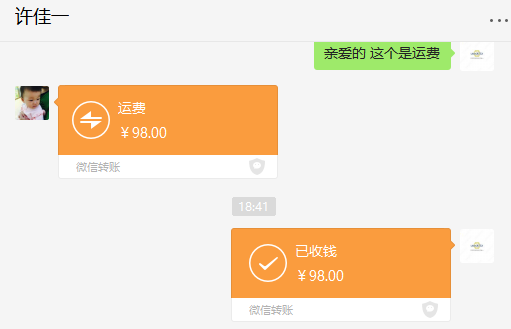 许佳一
亲爱的 这个是运费
运费
￥98.00
微信转账
18:41
已收钱
￥98.00
微信转账